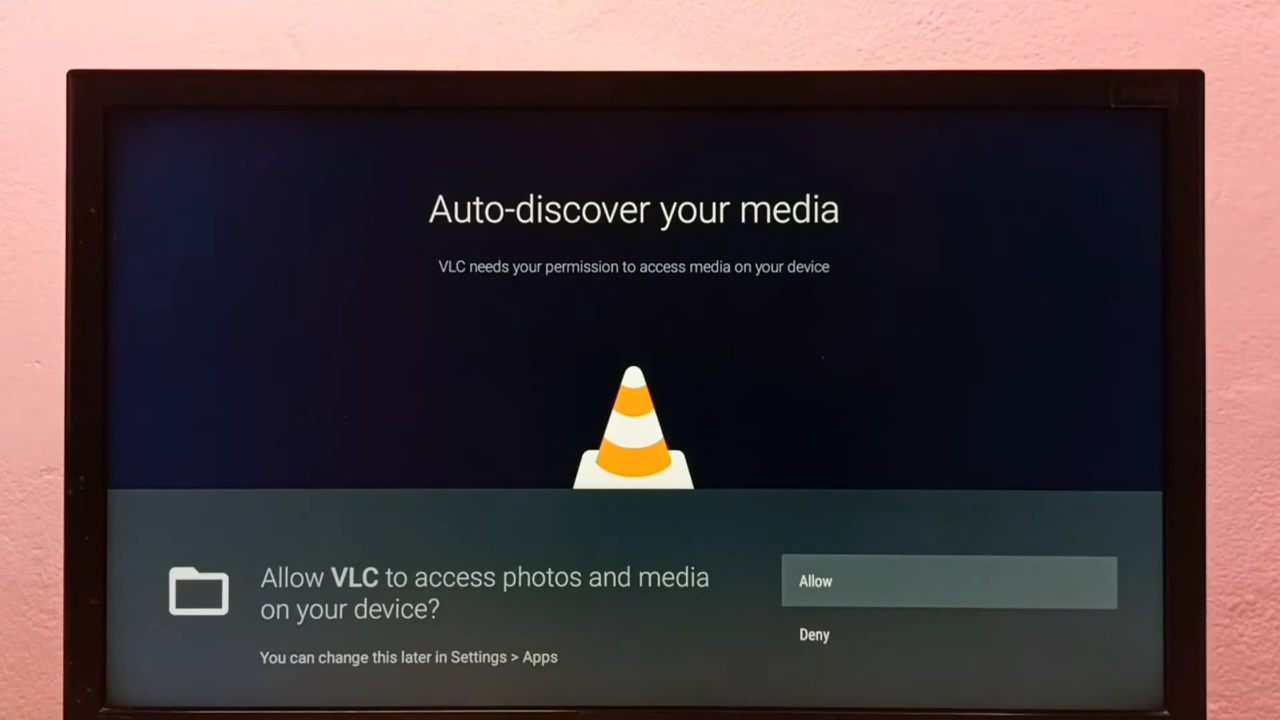 Auto-discover your media
VLC needs your permission to access media on your device
Allow VLC to access photos and media
on your device?
You can change this later in Settings > Apps
Allow
Deny